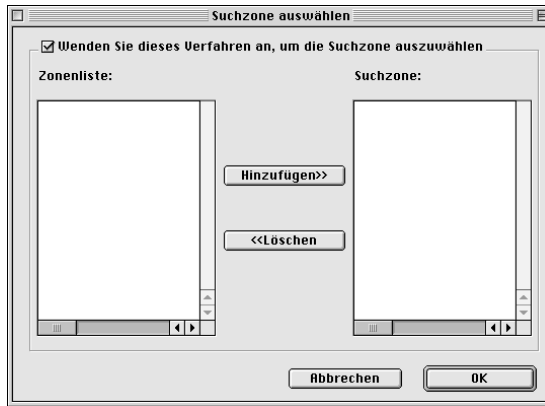 Suchzone auswählen
Wenden Sie dieses Verfahren an, um die Suchzone auszuwählen
Zonenliste:
Suchzone:
Hinzufügen>>
<<Löschen
Abbrechen
OK